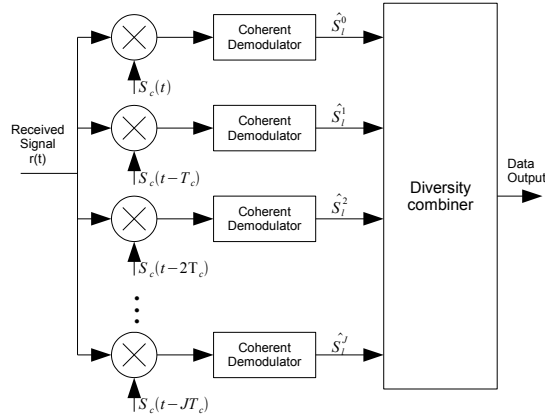 Received
Signal
r(t)
S_c(t)
Coherent
Demodulator
Ŝ_l^0
S_c(t−T_c)
Coherent
Demodulator
Ŝ_l^1
S_c(t−2T_c)
Coherent
Demodulator
Ŝ_l^2
S_c(t−JT_c)
Coherent
Demodulator
Ŝ_l^J
Diversity
combiner
Data
Output